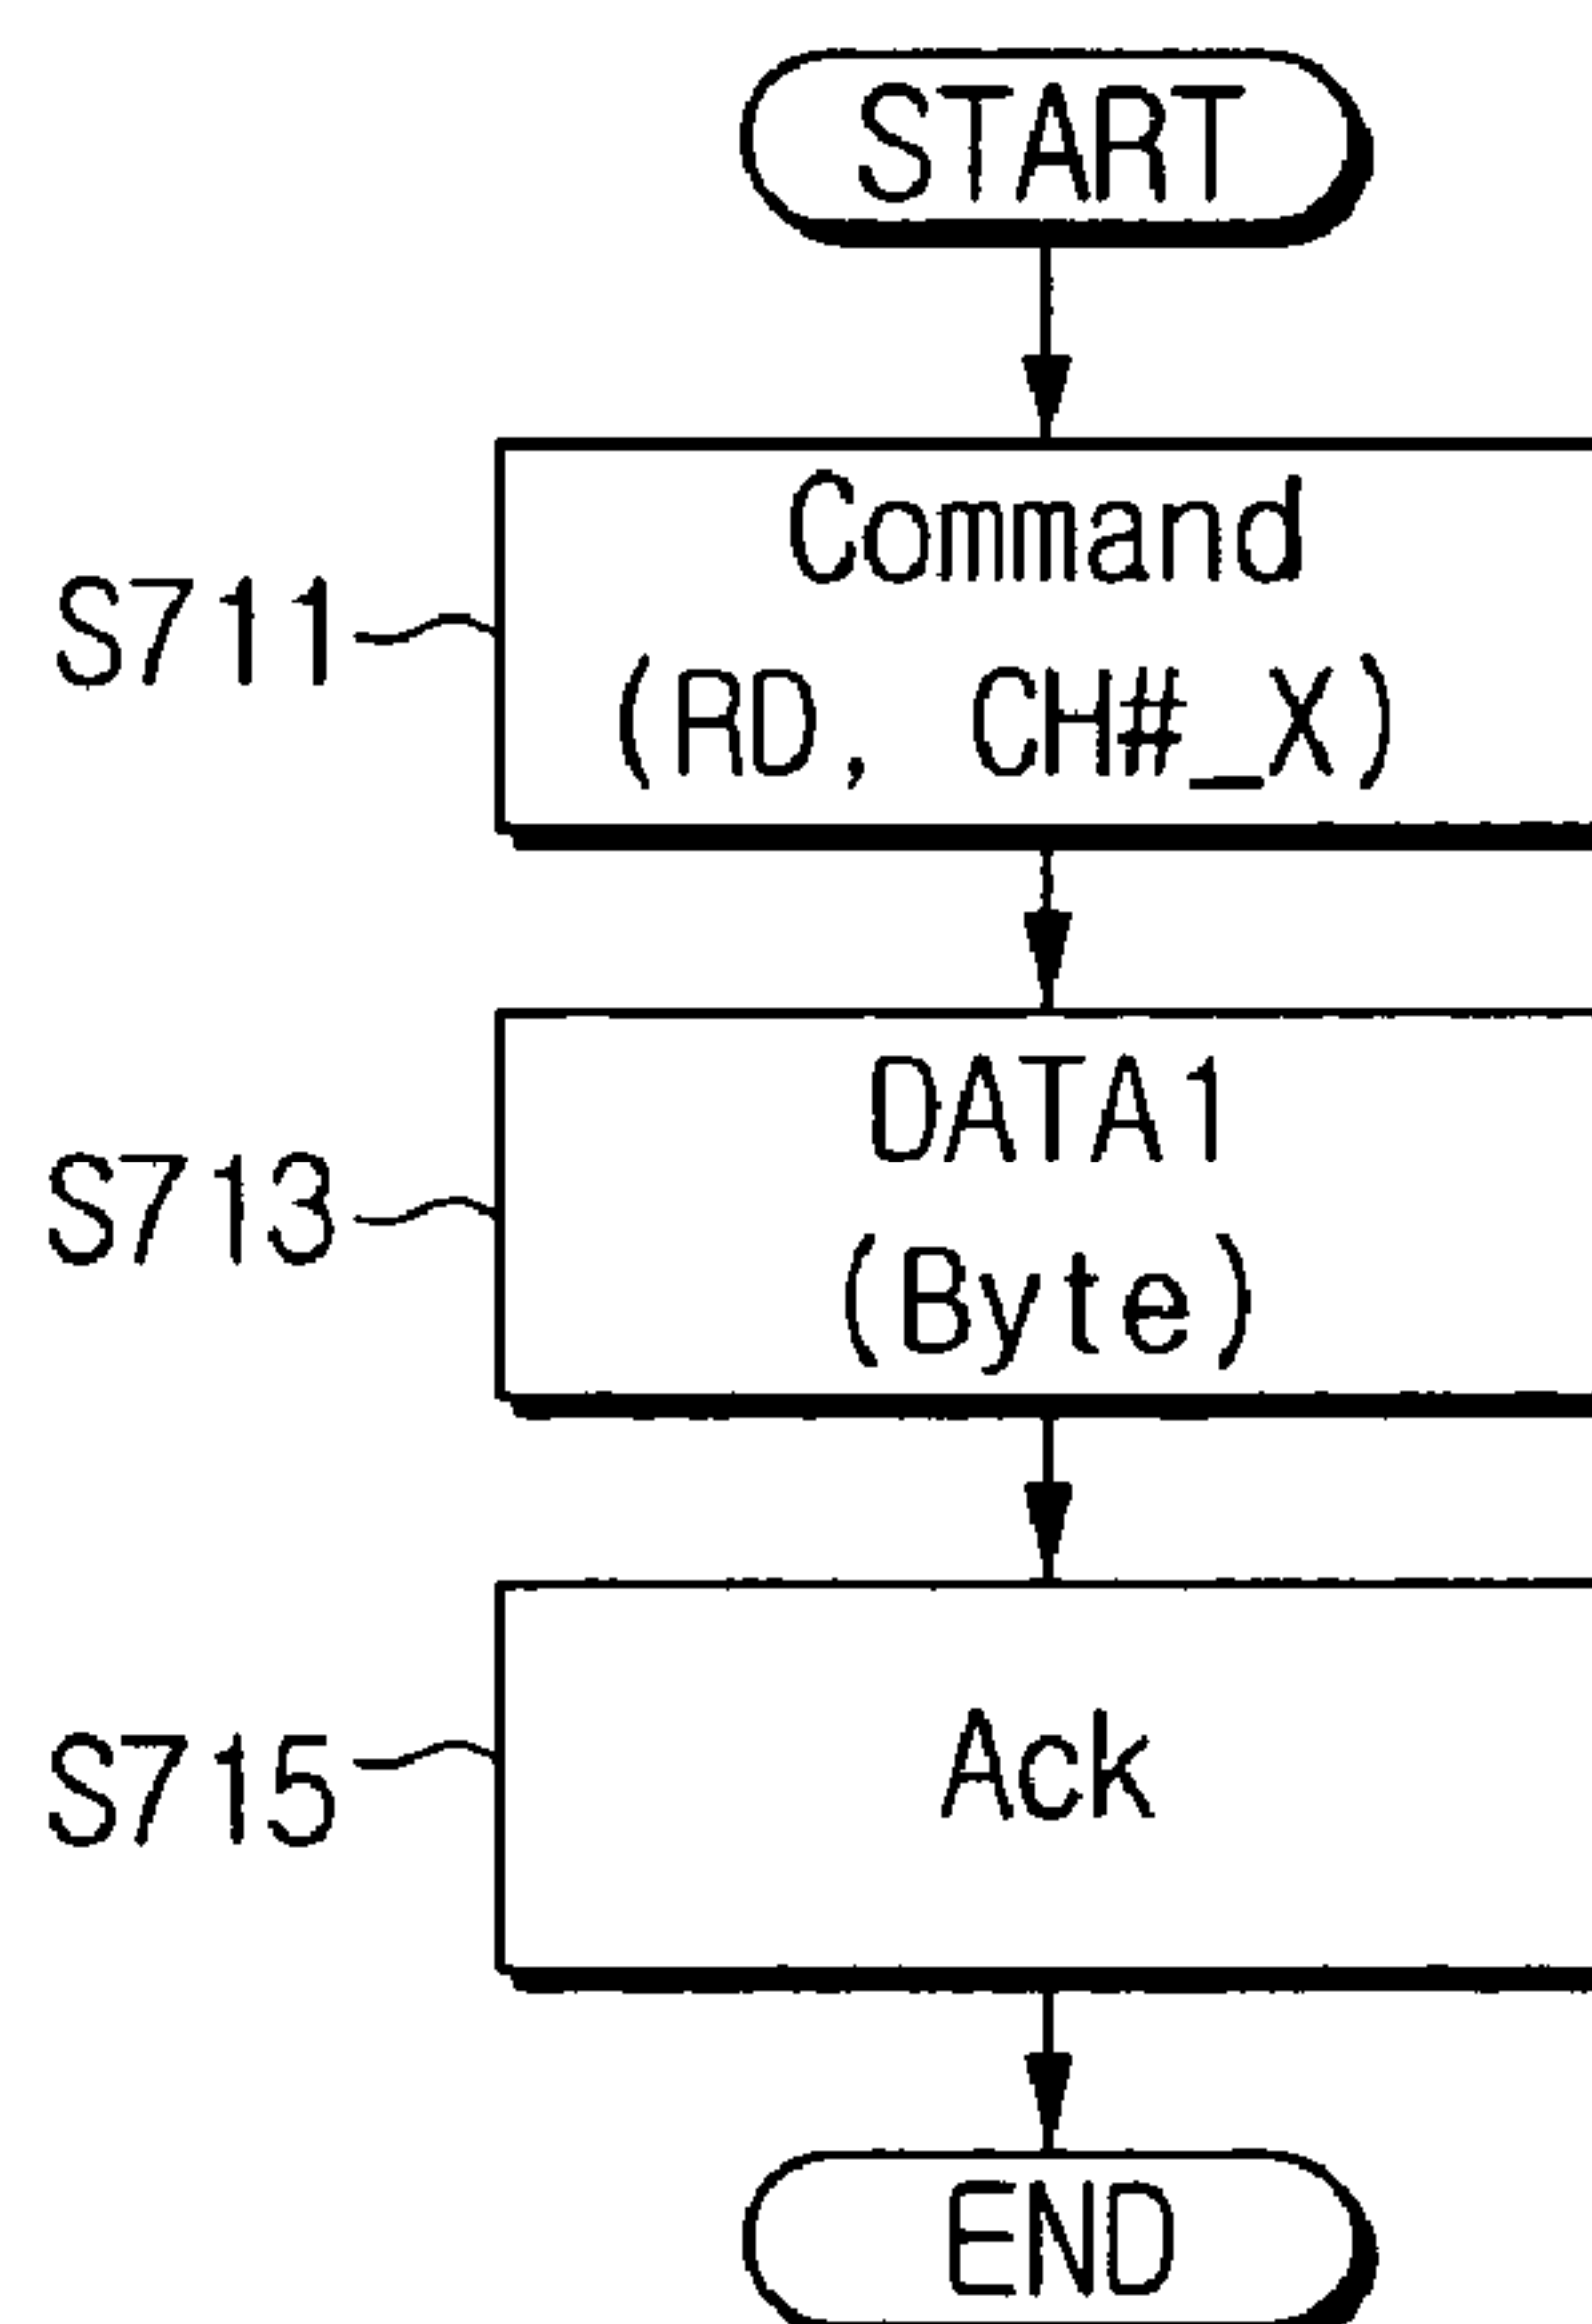 START
Command
S711
(RD, CH#_X)
DATA1
S713
(Byte)
Ack
S715
END